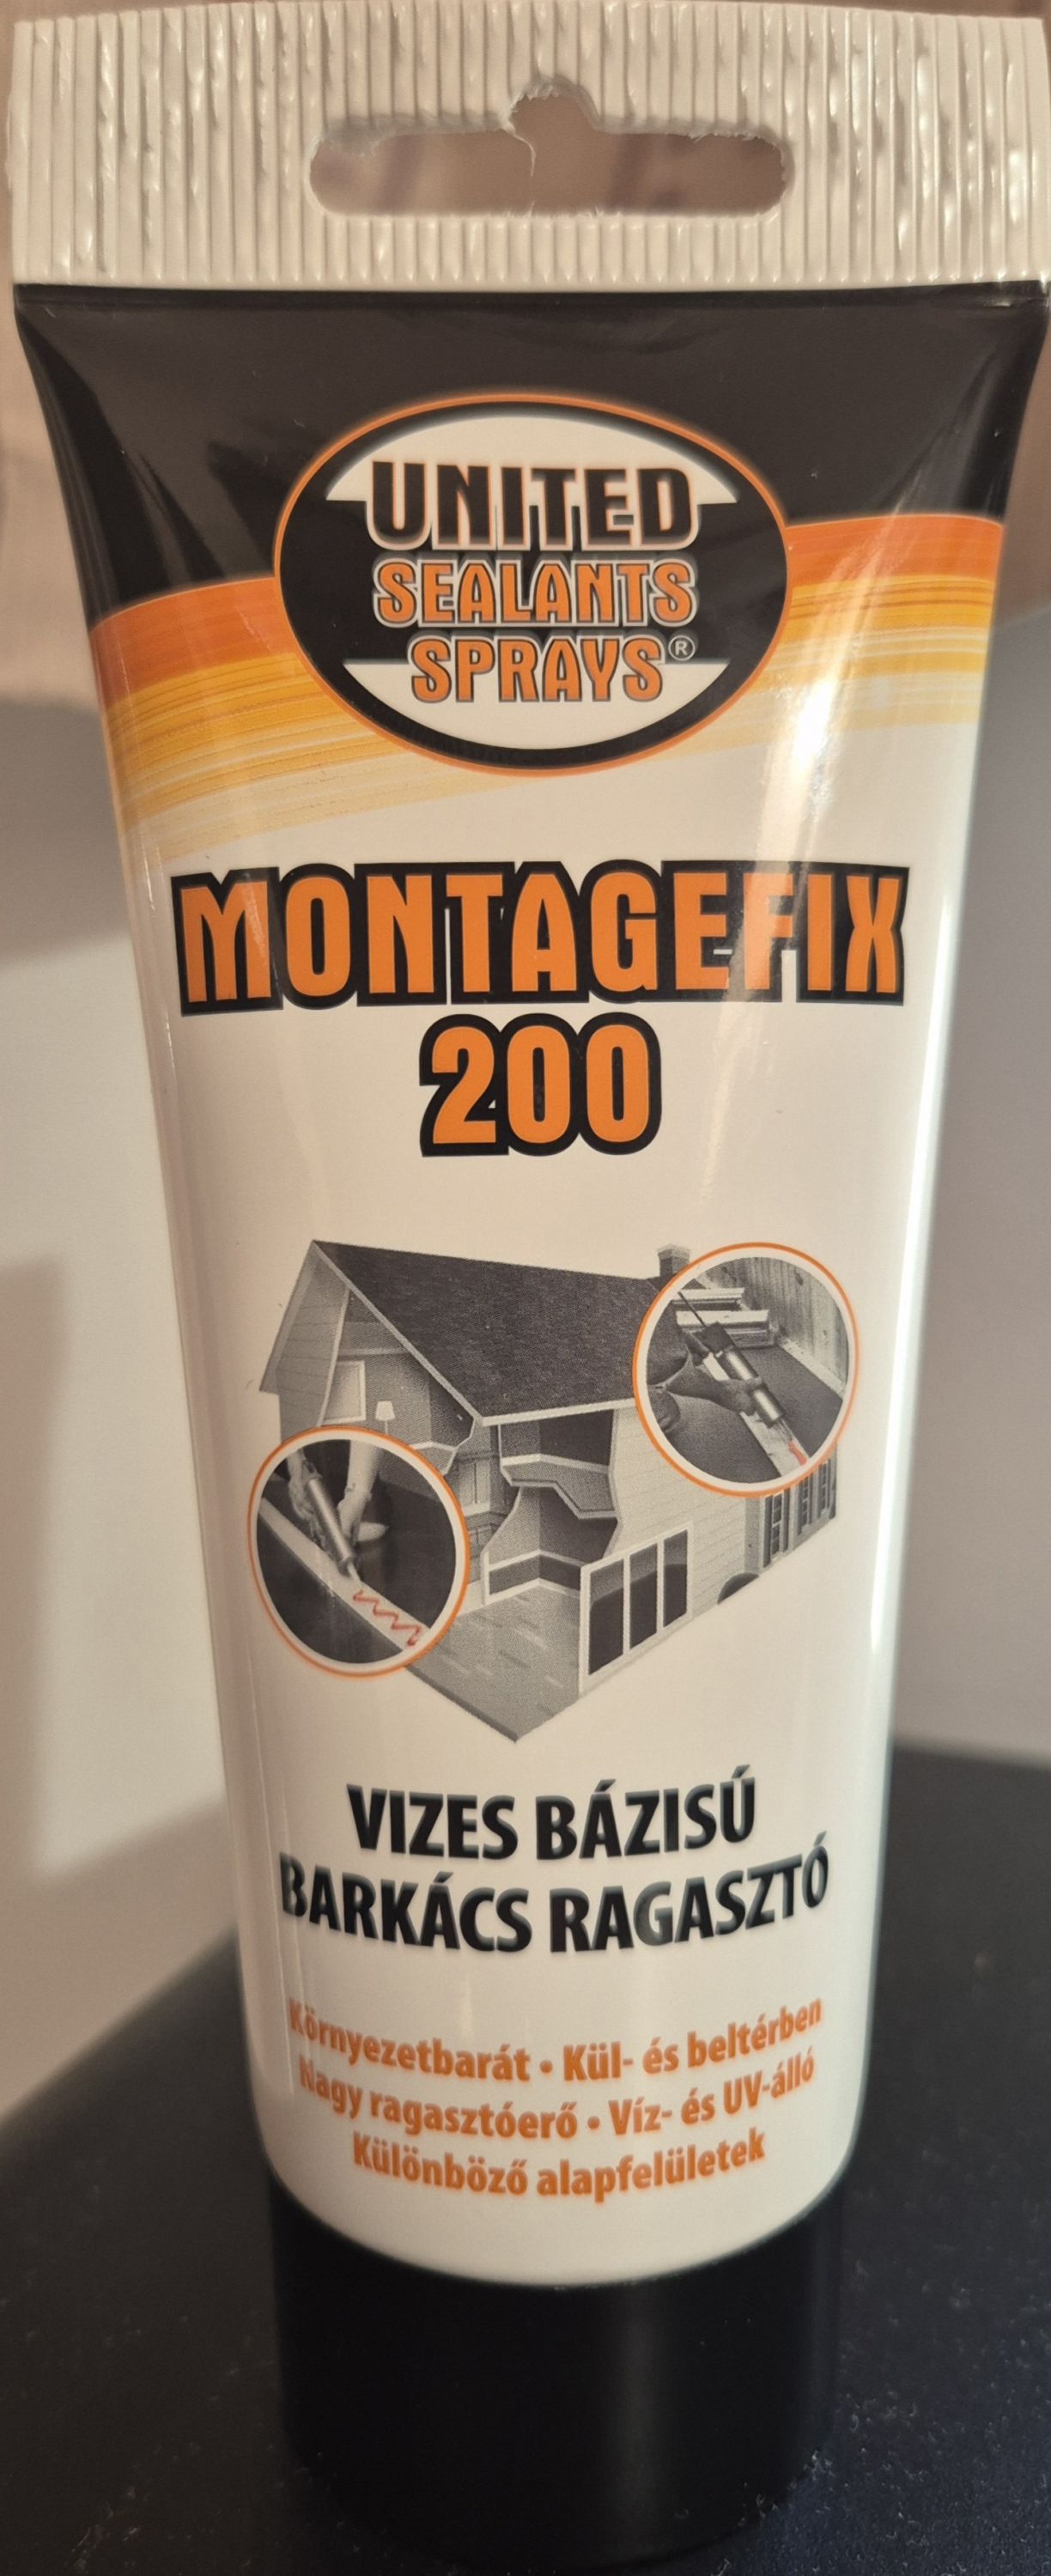 UNITED
SEALANTS
SPRAYS®
MONTAGEFIX
200
VIZES BÁZISÚ
BARKÁCS RAGASZTÓ
Környezetbarát • Kül- és beltérben
Nagy ragasztóerő • Víz- és UV-álló
Különböző alapfelületek